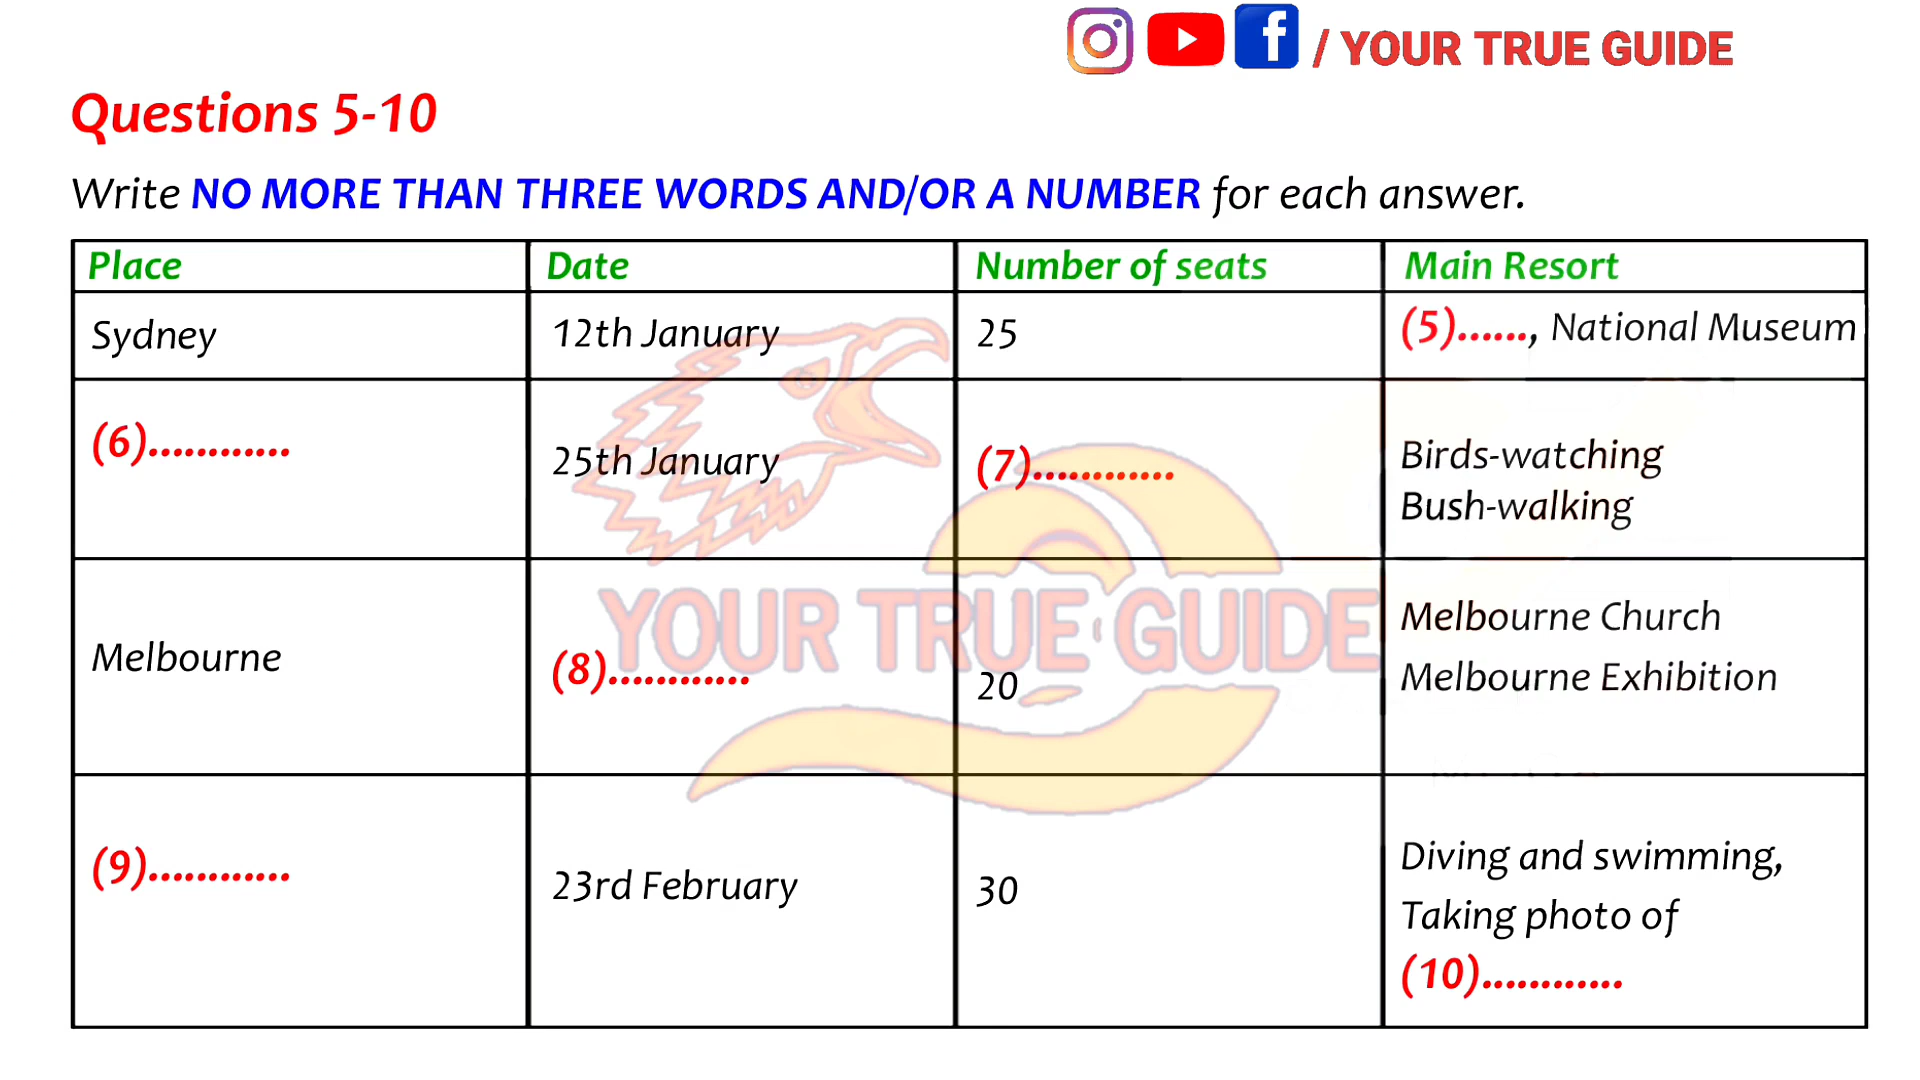 / YOUR TRUE GUIDE
Questions 5-10
Write NO MORE THAN THREE WORDS AND/OR A NUMBER for each answer.
Place Date Number of seats Main Resort
Sydney 12th January 25 (5)......, National Museum
(6)............ 25th January (7)............ Birds-watching
Bush-walking
Melbourne (8)............ 20 Melbourne Church
Melbourne Exhibition
(9)............ 23rd February 30 Diving and swimming,
Taking photo of
(10)............
YOUR TRUE GUIDE